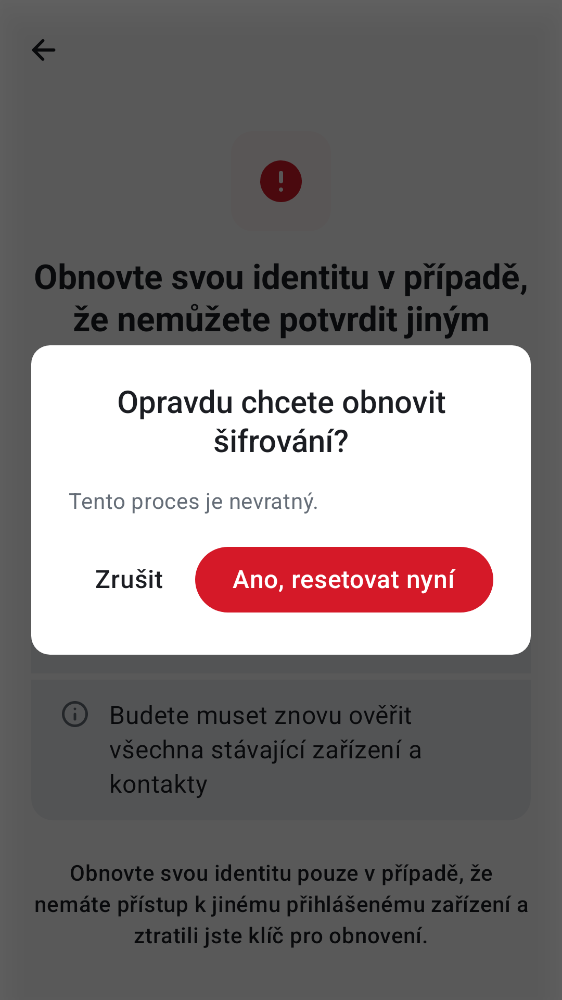 Obnovte svou identitu v případě,
že nemůžete potvrdit jiným
Opravdu chcete obnovit
šifrování?
Tento proces je nevratný.
Zrušit
Ano, resetovat nyní
Budete muset znovu ověřit
všechna stávající zařízení a
kontakty
Obnovte svou identitu pouze v případě, že
nemáte přístup k jinému přihlášenému zařízení a
ztratili jste klíč pro obnovení.